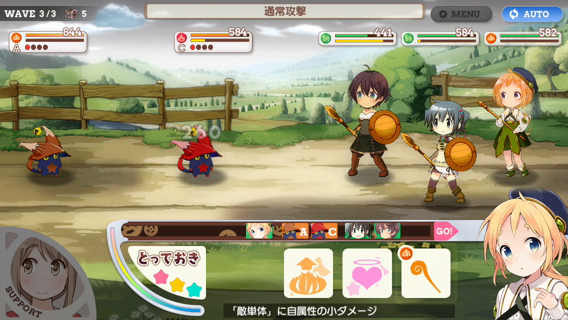 WAVE 3/3 5
通常攻撃
MENU
AUTO
844
A
584
C
441
584
582
A
C
GO!
とっておき
SUPPORT
「敵単体」に自属性の小ダメージ